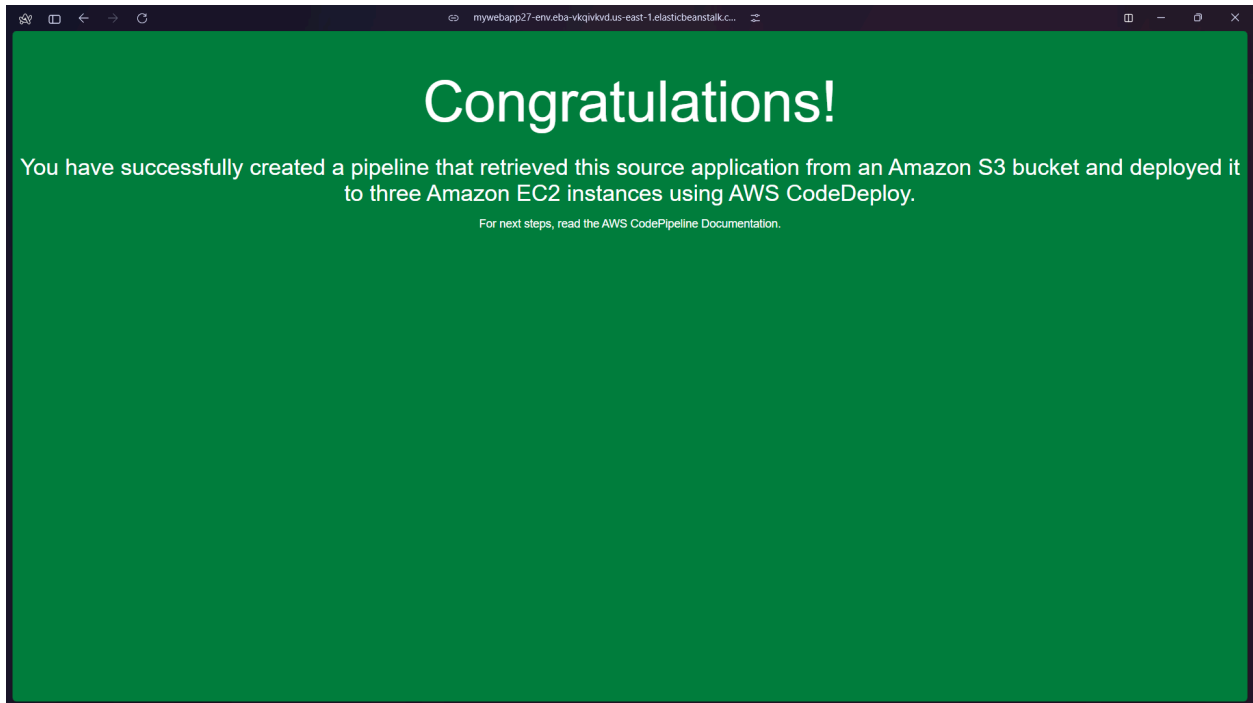 mywebapp27-env.eba-vkqivkvd.us-east-1.elasticbeanstalk.c...
Congratulations!
You have successfully created a pipeline that retrieved this source application from an Amazon S3 bucket and deployed it
to three Amazon EC2 instances using AWS CodeDeploy.
For next steps, read the AWS CodePipeline Documentation.